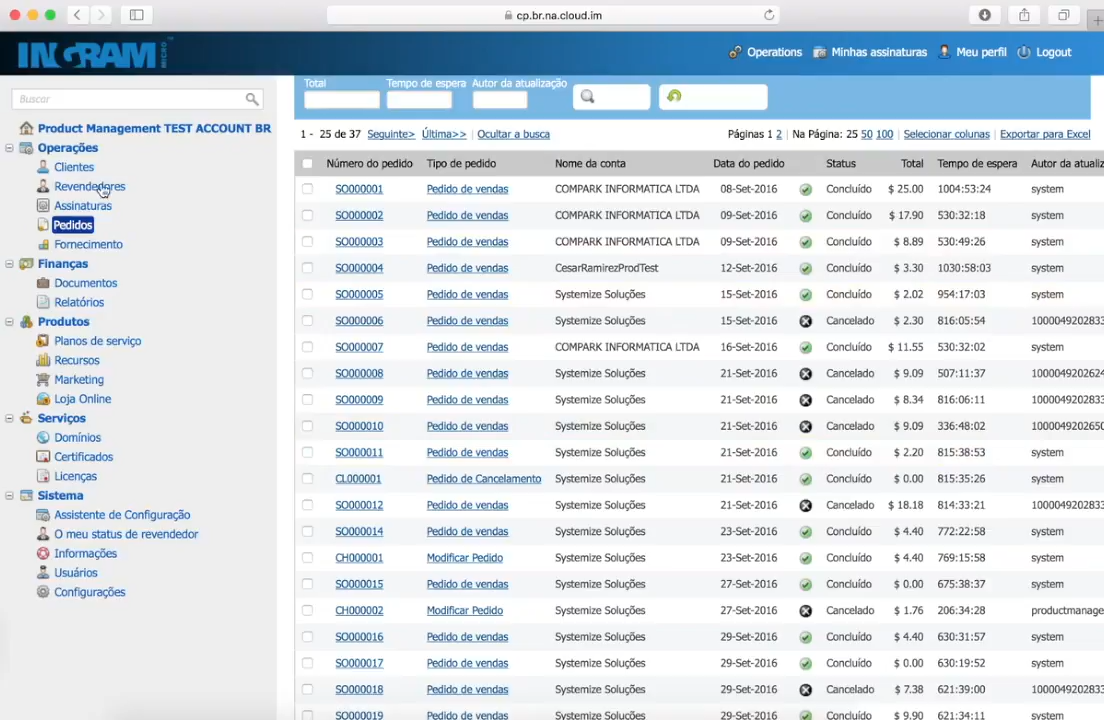 cp.br.na.cloud.im
INGRAM MICRO
Operations Minhas assinaturas Meu perfil Logout
Buscar
Product Management TEST ACCOUNT BR
Operações
Clientes
Revendedores
Assinaturas
Pedidos
Fornecimento
Finanças
Documentos
Relatórios
Produtos
Planos de serviço
Recursos
Marketing
Loja Online
Serviços
Domínios
Certificados
Licenças
Sistema
Assistente de Configuração
O meu status de revendedor
Informações
Usuários
Configurações
Total Tempo de espera Autor da atualização
1 - 25 de 37 Seguinte> Última>> | Ocultar a busca Páginas 1 2 | Na Página: 25 50 100 | Selecionar colunas | Exportar para Excel
Número do pedido Tipo de pedido Nome da conta Data do pedido Status Total Tempo de espera Autor da atualiz
SO000001 Pedido de vendas COMPARK INFORMATICA LTDA 08-Set-2016 Concluído $ 25.00 1004:53:24 system
SO000002 Pedido de vendas COMPARK INFORMATICA LTDA 09-Set-2016 Concluído $ 17.90 530:32:18 system
SO000003 Pedido de vendas COMPARK INFORMATICA LTDA 09-Set-2016 Concluído $ 8.89 530:49:26 system
SO000004 Pedido de vendas CesarRamirezProdTest 12-Set-2016 Concluído $ 3.30 1030:58:03 system
SO000005 Pedido de vendas Systemize Soluções 15-Set-2016 Concluído $ 2.02 954:17:03 system
SO000006 Pedido de vendas Systemize Soluções 15-Set-2016 Cancelado $ 2.30 816:05:54 1000049202833
SO000007 Pedido de vendas COMPARK INFORMATICA LTDA 16-Set-2016 Concluído $ 11.55 530:32:02 system
SO000008 Pedido de vendas Systemize Soluções 21-Set-2016 Cancelado $ 9.09 507:11:37 1000049202624
SO000009 Pedido de vendas Systemize Soluções 21-Set-2016 Cancelado $ 8.34 816:06:11 1000049202833
SO000010 Pedido de vendas Systemize Soluções 21-Set-2016 Cancelado $ 9.09 336:48:02 1000049202650
SO000011 Pedido de vendas Systemize Soluções 21-Set-2016 Concluído $ 2.20 815:38:53 system
CL000001 Pedido de Cancelamento Systemize Soluções 21-Set-2016 Concluído $ 0.00 815:35:26 system
SO000012 Pedido de vendas Systemize Soluções 21-Set-2016 Cancelado $ 18.18 814:33:21 1000049202833
SO000014 Pedido de vendas Systemize Soluções 23-Set-2016 Concluído $ 4.40 772:22:58 system
CH000001 Modificar Pedido Systemize Soluções 23-Set-2016 Concluído $ 4.40 769:15:58 system
SO000015 Pedido de vendas Systemize Soluções 27-Set-2016 Concluído $ 0.00 675:38:37 system
CH000002 Modificar Pedido Systemize Soluções 27-Set-2016 Cancelado $ 1.76 206:34:28 productmanage
SO000016 Pedido de vendas Systemize Soluções 29-Set-2016 Concluído $ 4.40 630:31:57 system
SO000017 Pedido de vendas Systemize Soluções 29-Set-2016 Concluído $ 0.00 630:19:52 system
SO000018 Pedido de vendas Systemize Soluções 29-Set-2016 Cancelado $ 7.38 621:39:00 1000049202833
SO000019 Pedido de vendas Systemize Soluções 29-Set-2016 Concluído $ 9.90 621:34:11 system